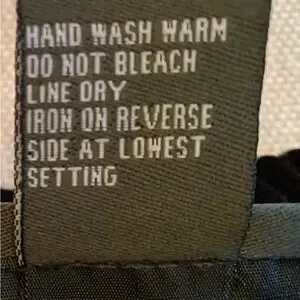 HAND WASH WARM
DO NOT BLEACH
LINE DRY
IRON ON REVERSE
SIDE AT LOWEST
SETTING